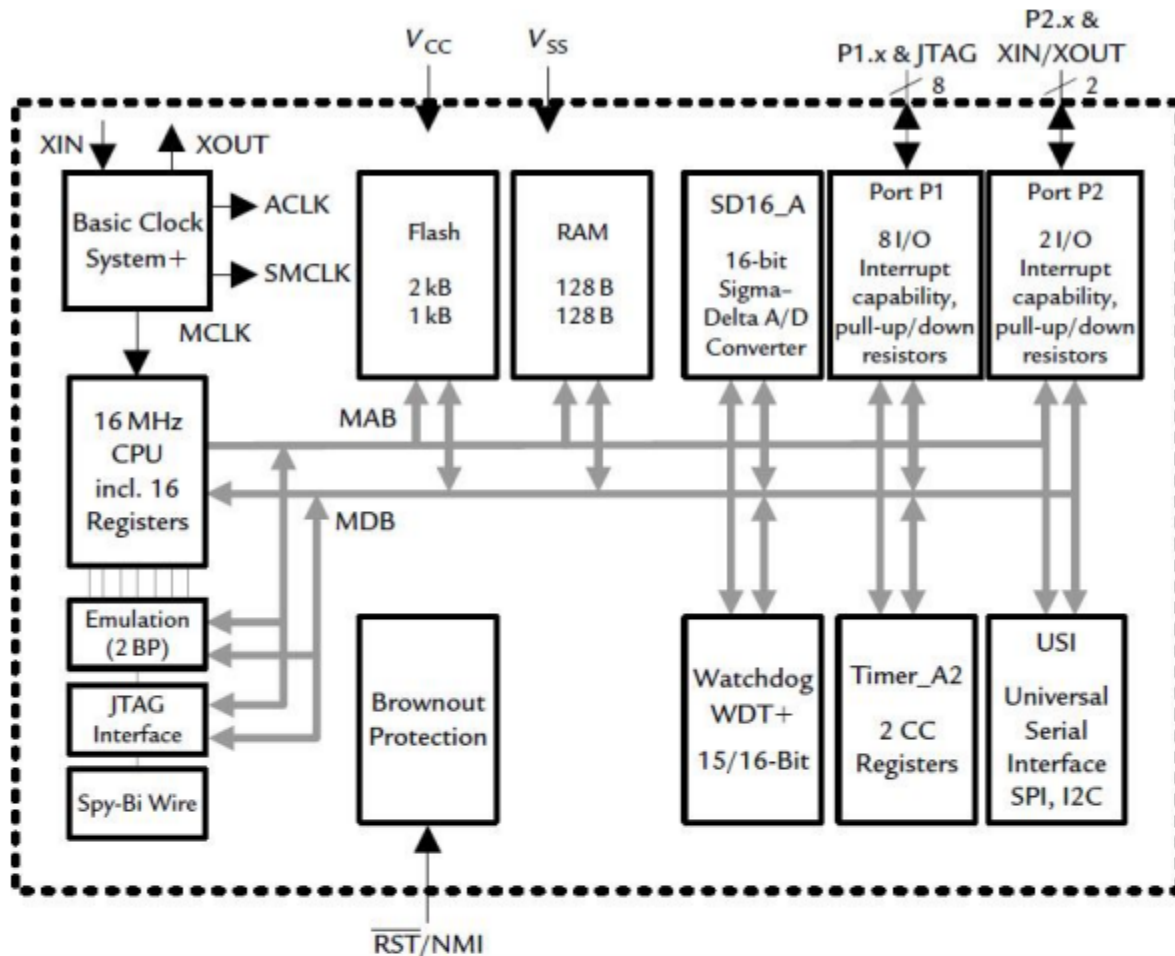 V_CC
V_SS
P1.x & JTAG
8
P2.x &
XIN/XOUT
2
XIN
XOUT
Basic Clock
System+
ACLK
SMCLK
MCLK
Flash
2 kB
1 kB
RAM
128 B
128 B
SD16_A
16-bit
Sigma–
Delta A/D
Converter
Port P1
8 I/O
Interrupt
capability,
pull-up/down
resistors
Port P2
2 I/O
Interrupt
capability,
pull-up/down
resistors
16 MHz
CPU
incl. 16
Registers
MAB
MDB
Emulation
(2 BP)
JTAG
Interface
Spy-Bi Wire
Brownout
Protection
Watchdog
WDT+
15/16-Bit
Timer_A2
2 CC
Registers
USI
Universal
Serial
Interface
SPI, I2C
R̅S̅T̅/NMI